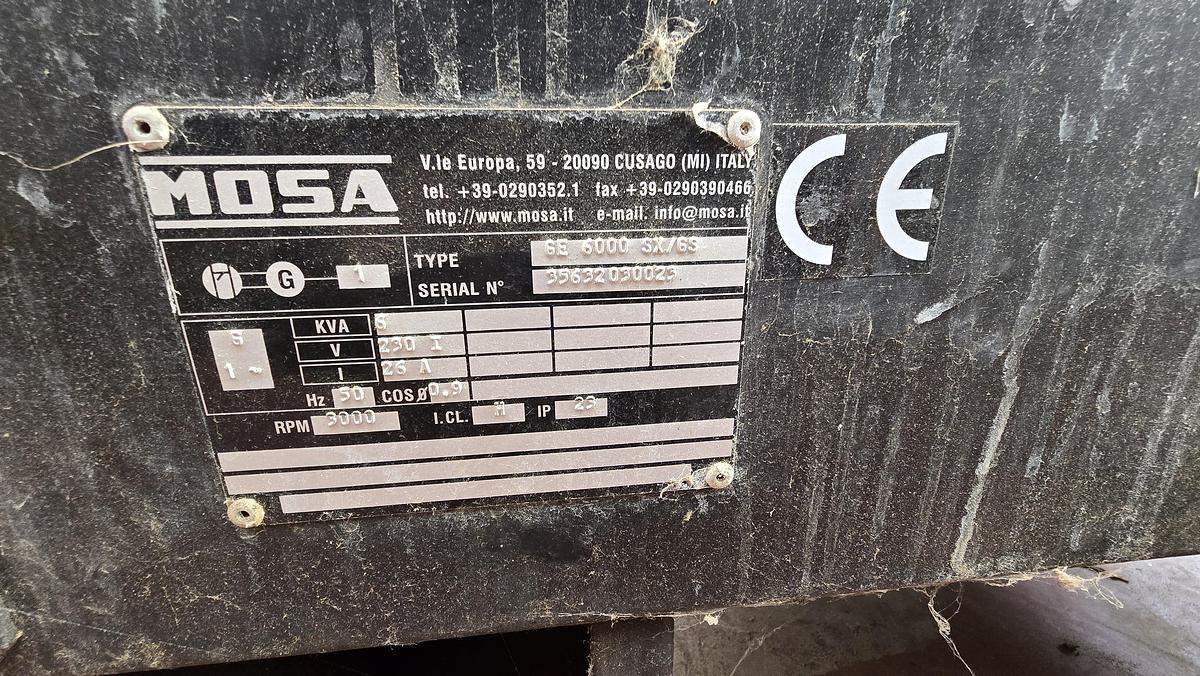 MOSA
V.le Europa, 59 - 20090 CUSAGO (MI) ITALY
tel. +39-0290352.1 fax +39-0290390466
http://www.mosa.it e-mail. info@mosa.it
CE
G 1
TYPE SE 6000 SX/GS
SERIAL N° 35632030023
S
1 ~
KVA 6
V 230 I
I 26 A
Hz 50 COSØ 0.9
RPM 3000 I.CL. H IP 23